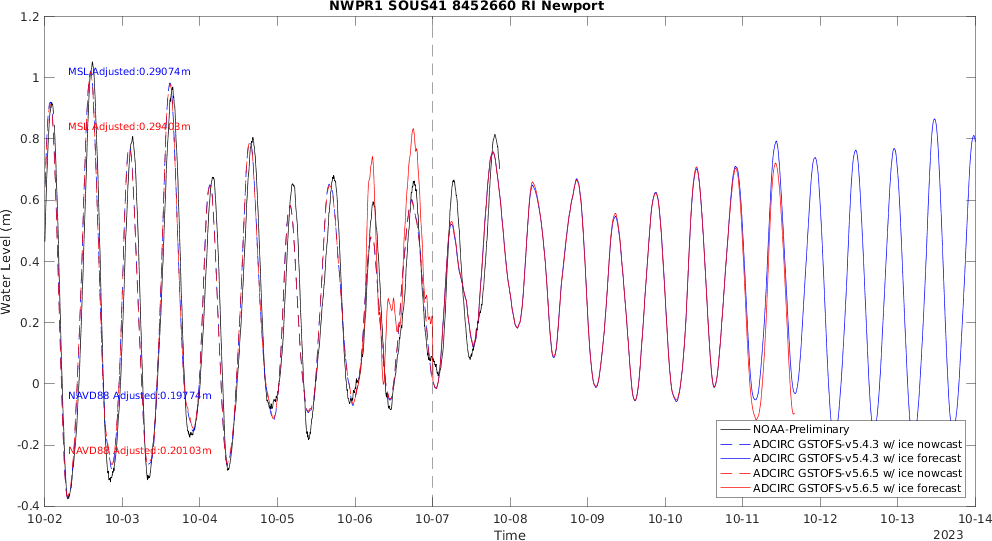 NWPR1 SOUS41 8452660 RI Newport
1.2
1
0.8
0.6
0.4
0.2
0
-0.2
-0.4
Water Level (m)
MSL Adjusted:0.29074m
MSL Adjusted:0.29403m
NAVD88 Adjusted:0.19774m
NAVD88 Adjusted:0.20103m
NOAA-Preliminary
ADCIRC GSTOFS-v5.4.3 w/ ice nowcast
ADCIRC GSTOFS-v5.4.3 w/ ice forecast
ADCIRC GSTOFS-v5.6.5 w/ ice nowcast
ADCIRC GSTOFS-v5.6.5 w/ ice forecast
10-02 10-03 10-04 10-05 10-06 10-07 10-08 10-09 10-10 10-11 10-12 10-13 10-14
Time
2023